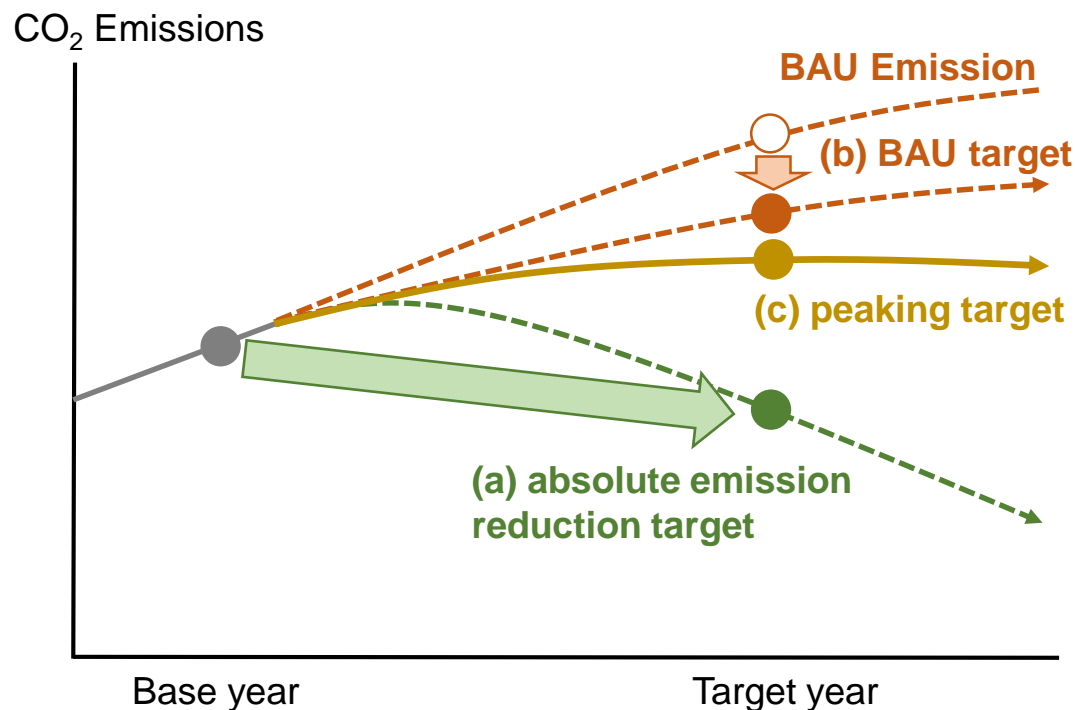 CO₂ Emissions
BAU Emission
(b) BAU target
(c) peaking target
(a) absolute emission
reduction target
Base year
Target year